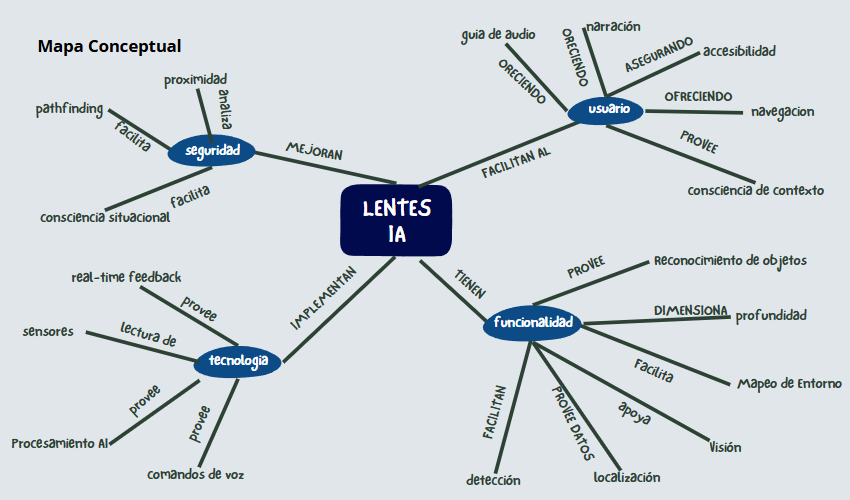 Mapa Conceptual
LENTES
IA
MEJORAN
seguridad
analiza
proximidad
facilita
pathfinding
facilita
consciencia situacional
FACILITAN AL
usuario
ORECIENDO
guia de audio
ORECIENDO
narración
ASEGURANDO
accesibilidad
OFRECIENDO
navegacion
PROVEE
consciencia de contexto
IMPLEMENTAN
tecnologia
provee
real-time feedback
lectura de
sensores
provee
Procesamiento AI
provee
comandos de voz
TIENEN
funcionalidad
PROVEE
Reconocimiento de objetos
DIMENSIONA
profundidad
Facilita
Mapeo de Entorno
apoya
Visión
PROVEE DATOS
localización
FACILITAN
detección